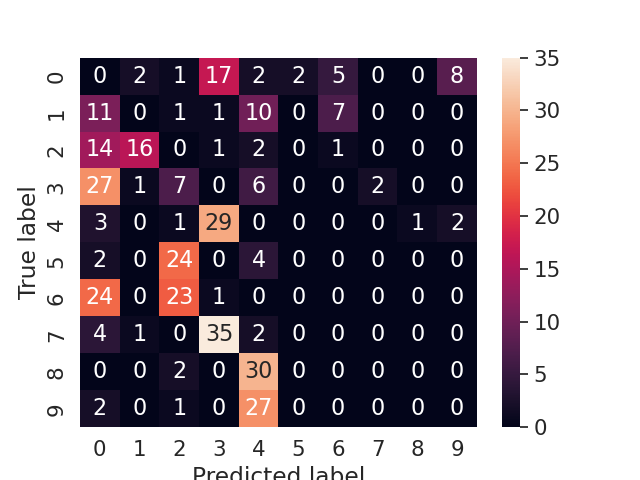 0 0 2 1 17 2 2 5 0 0 8
1 11 0 1 1 10 0 7 0 0 0
2 14 16 0 1 2 0 1 0 0 0
3 27 1 7 0 6 0 0 2 0 0
4 3 0 1 29 0 0 0 0 1 2
5 2 0 24 0 4 0 0 0 0 0
6 24 0 23 1 0 0 0 0 0 0
7 4 1 0 35 2 0 0 0 0 0
8 0 0 2 0 30 0 0 0 0 0
9 2 0 1 0 27 0 0 0 0 0
0 1 2 3 4 5 6 7 8 9
True label
Predicted label
35
30
25
20
15
10
5
0